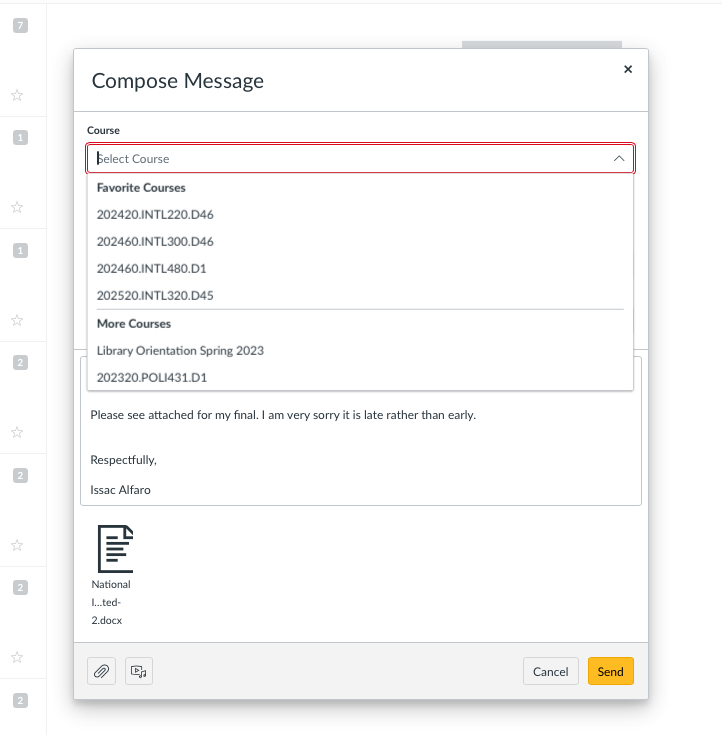 7
1
1
2
2
2
2
Compose Message
×
Course
Select Course
Favorite Courses
202420.INTL220.D46
202460.INTL300.D46
202460.INTL480.D1
202520.INTL320.D45
More Courses
Library Orientation Spring 2023
202320.POLI431.D1
Please see attached for my final. I am very sorry it is late rather than early.
Respectfully,
Issac Alfaro
National
I...ted-
2.docx
Cancel
Send